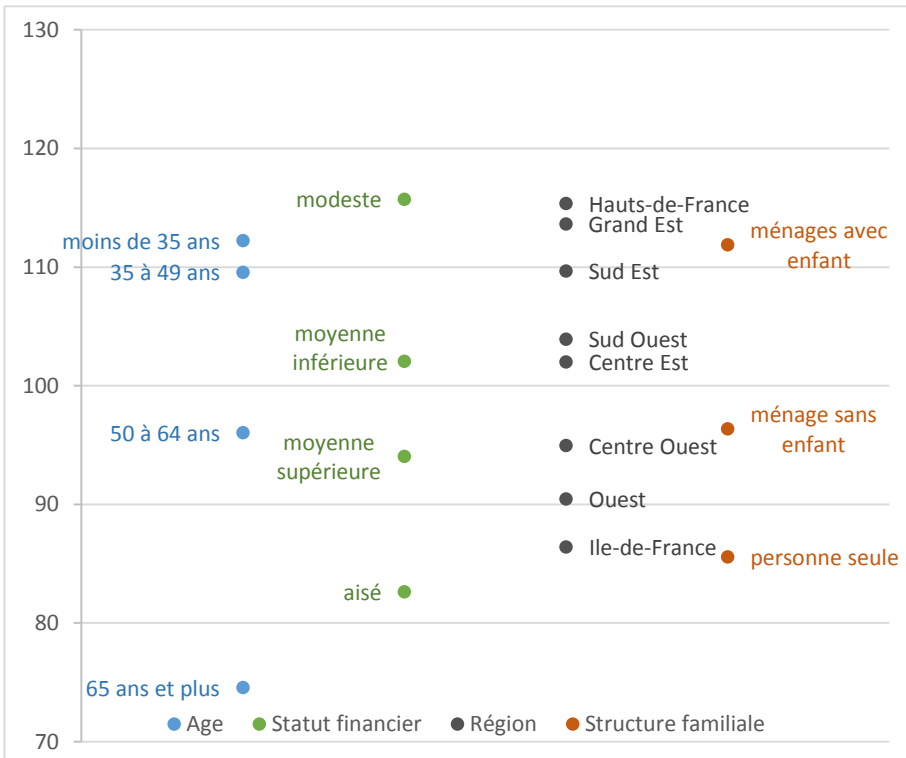 130
120
110
100
90
80
70
moins de 35 ans
35 à 49 ans
50 à 64 ans
65 ans et plus
modeste
moyenne
inférieure
moyenne
supérieure
aisé
Hauts-de-France
Grand Est
Sud Est
Sud Ouest
Centre Est
Centre Ouest
Ouest
Ile-de-France
ménages avec
enfant
ménage sans
enfant
personne seule
Age
Statut financier
Région
Structure familiale